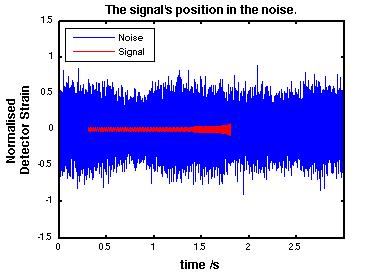 The signal's position in the noise.
1.5
Noise
Signal
1
0.5
0
-0.5
-1
-1.5
Normalised
Detector Strain
0 0.5 1 1.5 2 2.5
time /s